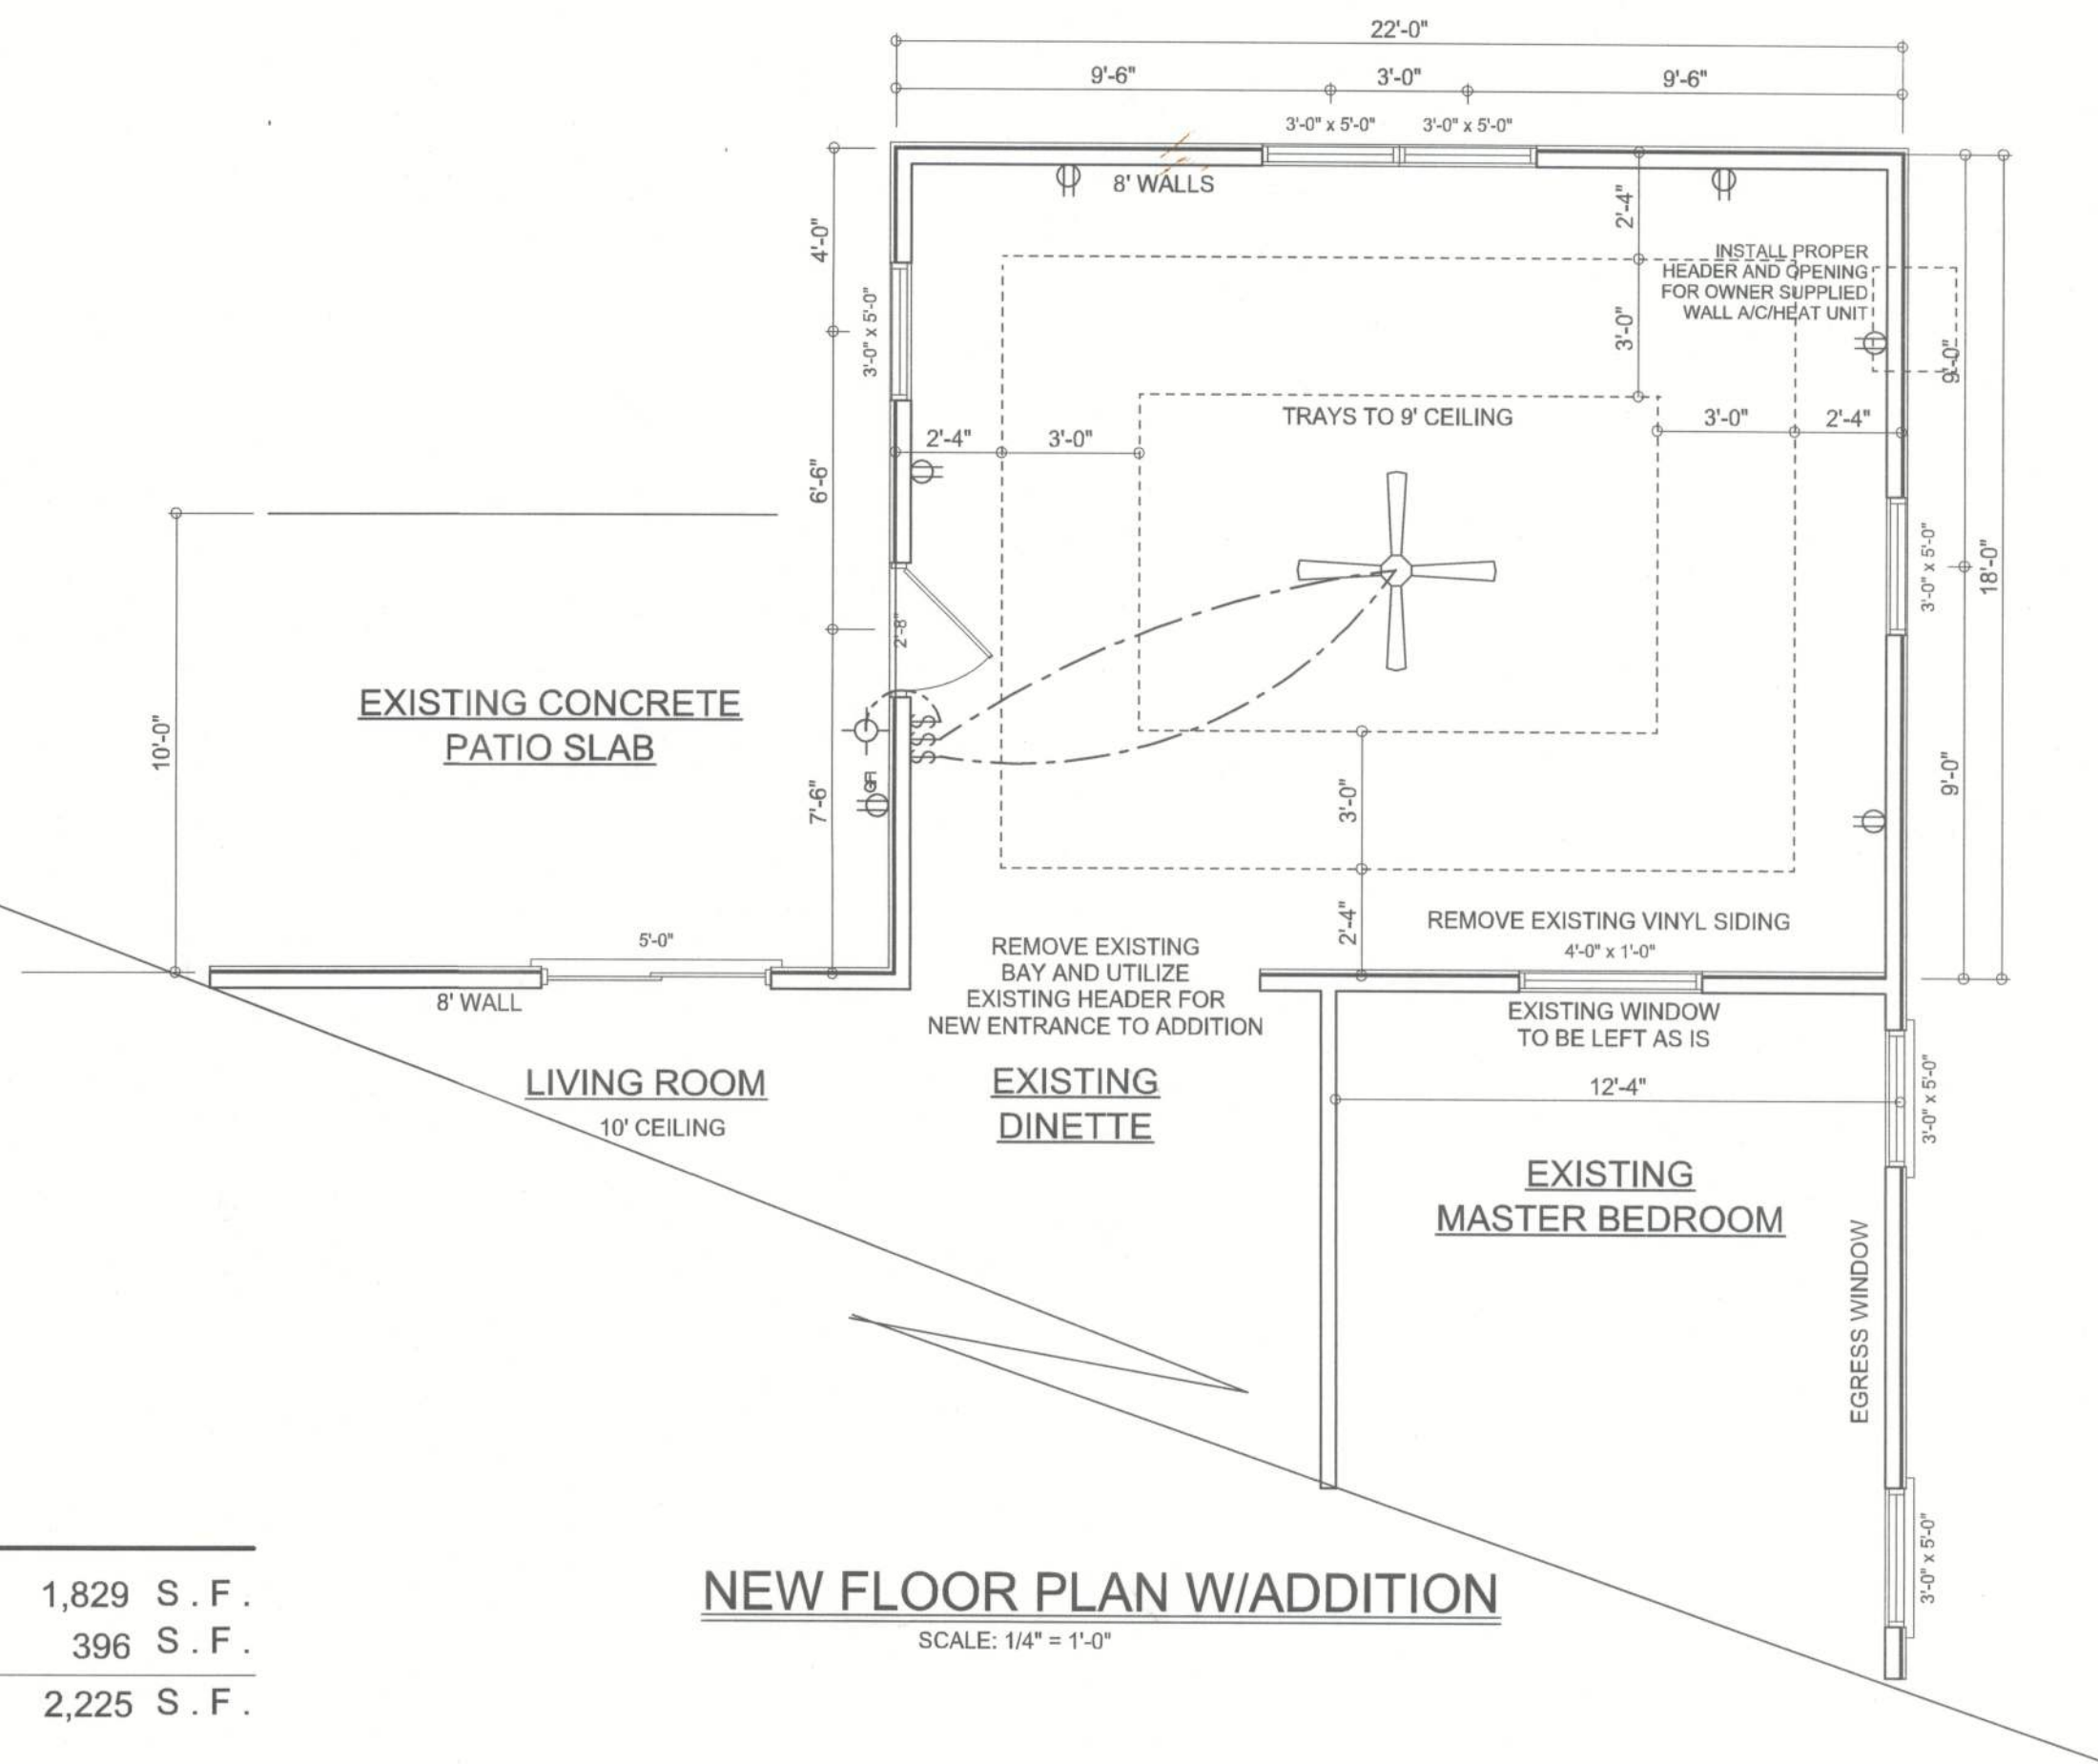 22'-0"
9'-6"
3'-0"
9'-6"
3'-0" x 5'-0"
3'-0" x 5'-0"
8' WALLS
4'-0"
2'-4"
INSTALL PROPER
HEADER AND OPENING
FOR OWNER SUPPLIED
WALL A/C/HEAT UNIT
3'-0" x 5'-0"
3'-0"
9'-0"
TRAYS TO 9' CEILING
3'-0"
2'-4"
2'-4"
3'-0"
6'-6"
3'-0" x 5'-0"
18'-0"
2'-8"
EXISTING CONCRETE
PATIO SLAB
10'-0"
S
S
S
GFI
7'-6"
3'-0"
9'-0"
2'-4"
REMOVE EXISTING VINYL SIDING
4'-0" x 1'-0"
5'-0"
REMOVE EXISTING
BAY AND UTILIZE
EXISTING HEADER FOR
NEW ENTRANCE TO ADDITION
8' WALL
EXISTING WINDOW
TO BE LEFT AS IS
LIVING ROOM
10' CEILING
EXISTING
DINETTE
12'-4"
3'-0" x 5'-0"
EXISTING
MASTER BEDROOM
EGRESS WINDOW
3'-0" x 5'-0"
NEW FLOOR PLAN W/ADDITION
SCALE: 1/4" = 1'-0"
1,829 S.F.
396 S.F.
2,225 S.F.